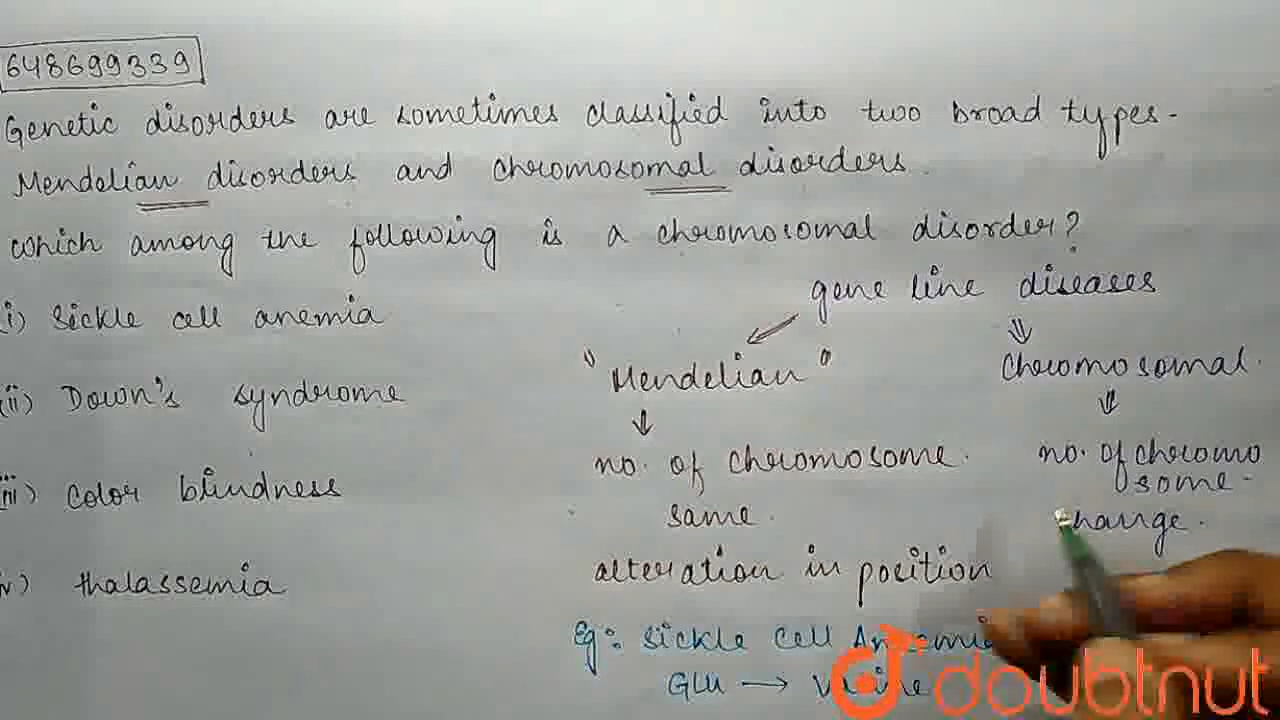 648699339
Genetic disorders are sometimes classified into two broad types-
Mendelian disorders and chromosomal disorders.
which among the following is a chromosomal disorder?
gene line diseases
(i) Sickle cell anemia
"Mendelian"
Chromosomal.
(ii) Down's syndrome
no. of chromosome.
no. of chromo
some-
(iii) color blindness
same.
change.
alteration in position
iv) thalassemia
Eg: Sickle cell Anemia
GLU → Valine
doubtnut